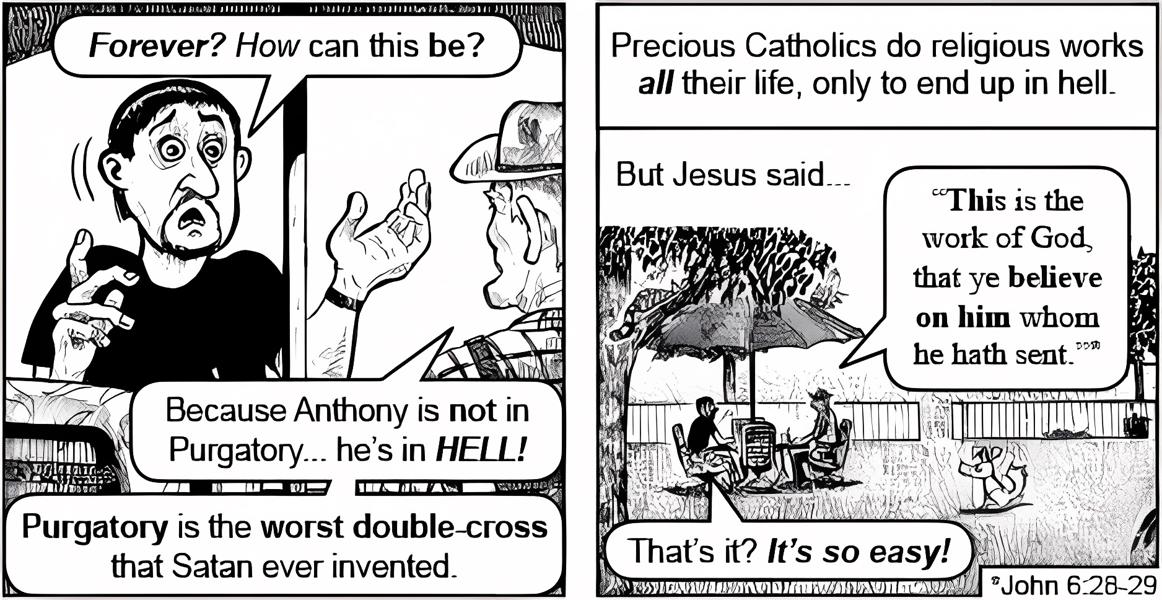 Forever? How can this be?
Because Anthony is not in
Purgatory... he's in HELL!
Purgatory is the worst double-cross
that Satan ever invented.
Precious Catholics do religious works
all their life, only to end up in hell.
But Jesus said...
"This is the
work of God,
that ye believe
on him whom
he hath sent."
That's it? It's so easy!
*John 6:28-29